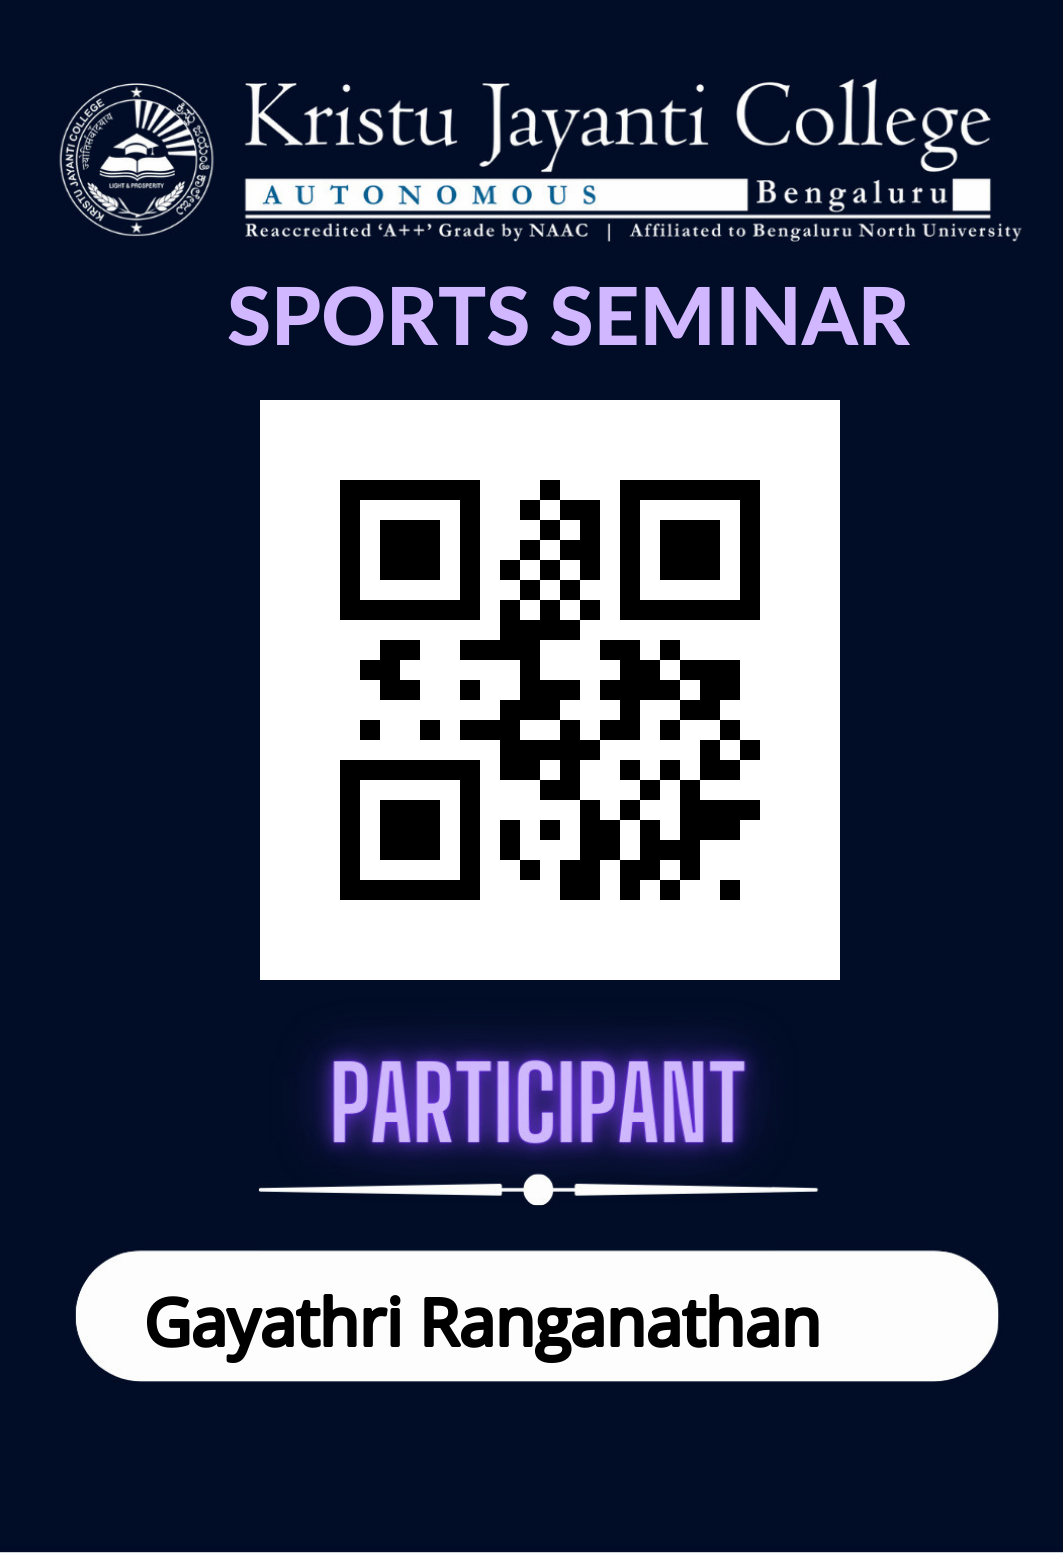 KRISTU JAYANTI COLLEGE
LIGHT & PROSPERITY
Kristu Jayanti College
AUTONOMOUS Bengaluru
Reaccredited ‘A++’ Grade by NAAC | Affiliated to Bengaluru North University
SPORTS SEMINAR
PARTICIPANT
Gayathri Ranganathan